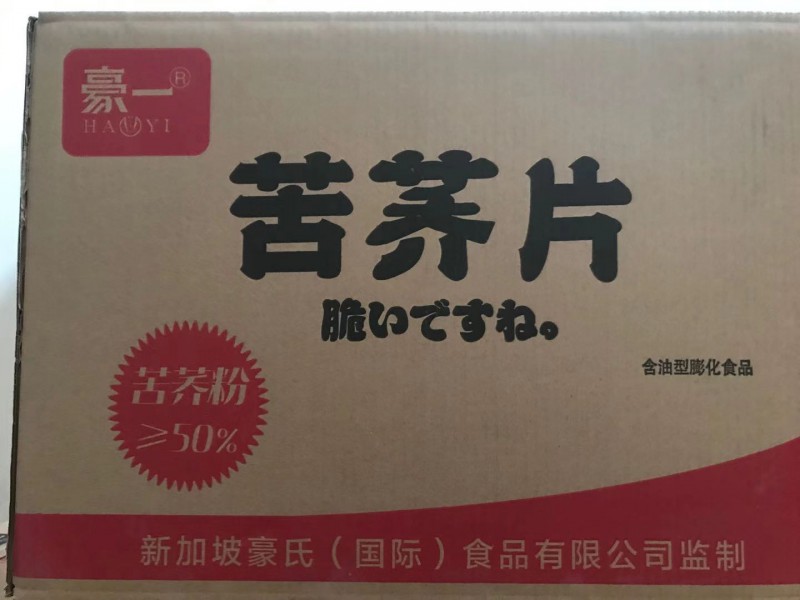 豪一®
HAOYI
苦荞片
脆いですね。
含油型膨化食品
苦荞粉
≥50%
新加坡豪氏（国际）食品有限公司监制